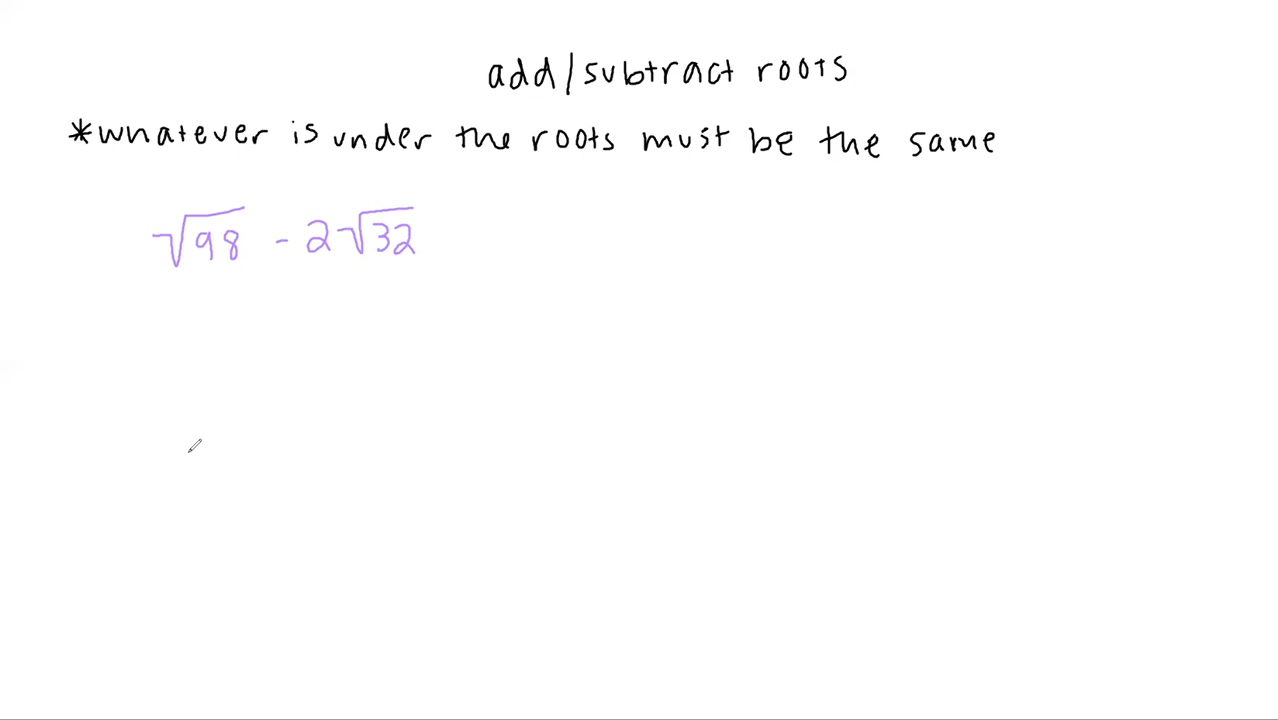 add/subtract roots
*whatever is under the roots must be the same
√98 - 2√32